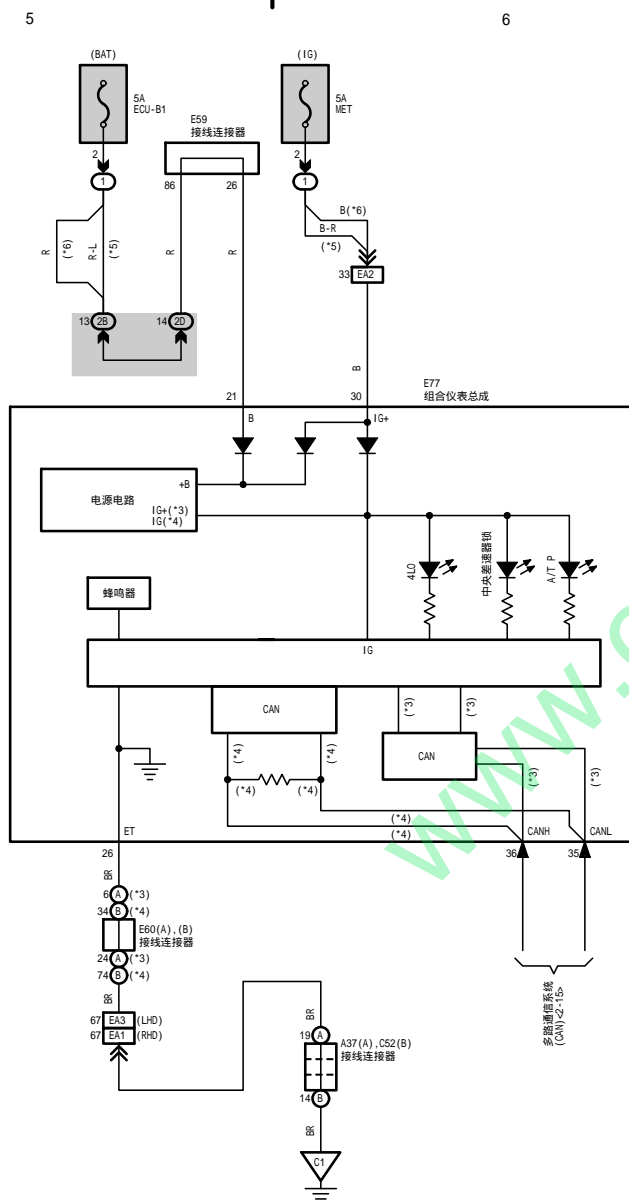 5
6
(BAT)
(IG)
5A
ECU-B1
5A
MET
E59
接线连接器
2
2
1
86
26
1
B(*6)
B-R
(*5)
R
(*6)
R-L
(*5)
R
R
33
EA2
13
2B
14
2D
B
E77
组合仪表总成
21
30
B
IG+
+B
电源电路
IG+(*3)
IG(*4)
4LO
中央差速器锁
A/T P
蜂鸣器
IG
CAN
(*3)
(*3)
CAN
(*4)
(*4)
(*3)
(*3)
(*4)
(*4)
(*4)
(*4)
ET
CANH
CANL
26
36
35
BR
6
A
(*3)
34
B
(*4)
E60(A),(B)
接线连接器
24
A
(*3)
74
B
(*4)
BR
67
EA3
(LHD)
67
EA1
(RHD)
多路通信系统
(CAN)<2-15>
BR
19
A
A37(A),C52(B)
接线连接器
14
B
BR
C1